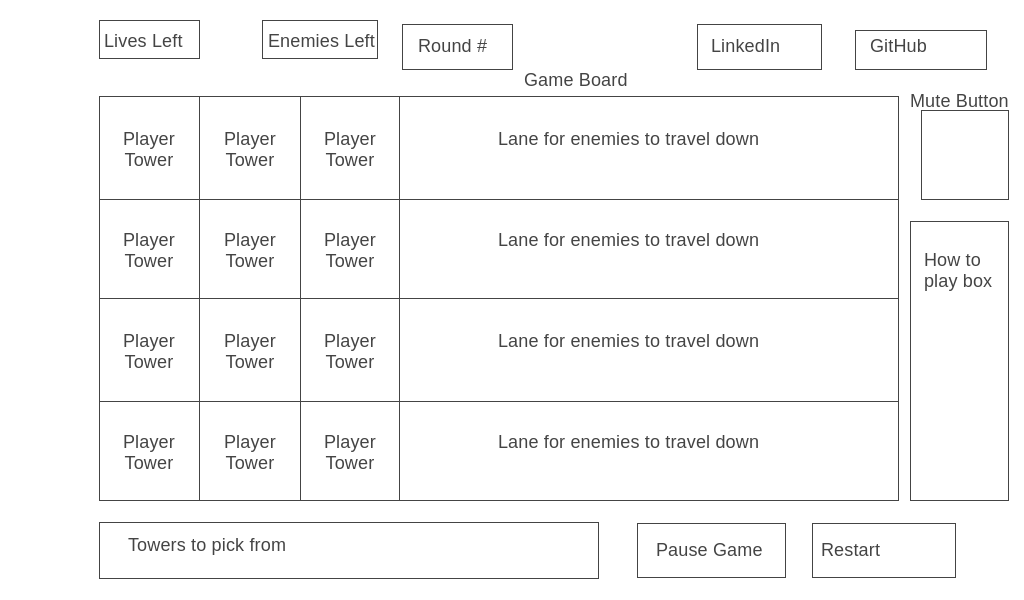 Lives Left
Enemies Left
Round #
LinkedIn
GitHub
Game Board
Mute Button
Player
Tower
Player
Tower
Player
Tower
Lane for enemies to travel down
Player
Tower
Player
Tower
Player
Tower
Lane for enemies to travel down
How to
play box
Player
Tower
Player
Tower
Player
Tower
Lane for enemies to travel down
Player
Tower
Player
Tower
Player
Tower
Lane for enemies to travel down
Towers to pick from
Pause Game
Restart